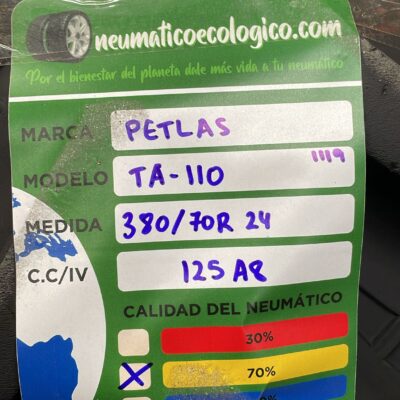 neumaticoecologico.com
Por el bienestar del planeta dale más vida a tu neumático
MARCA PETLAS
MODELO TA-110 1119
MEDIDA 380/70R 24
C.C/IV 125 A8
CALIDAD DEL NEUMÁTICO
30%
X 70%